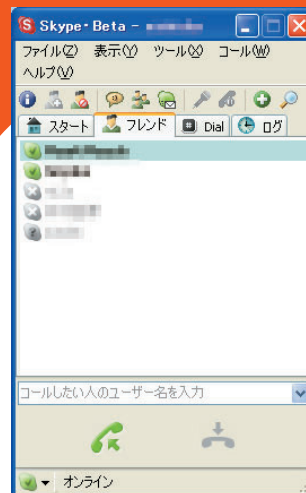 Skype・Beta -
ファイル(Z) 表示(Y) ツール(X) コール(W)
ヘルプ(V)
スタート フレンド Dial ログ
コールしたい人のユーザー名を入力
オンライン